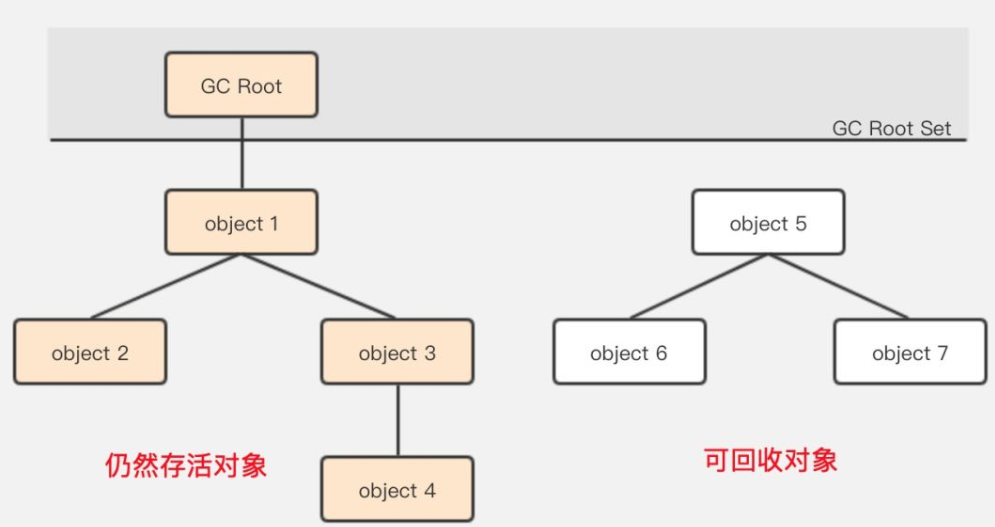 GC Root
GC Root Set
object 1
object 5
object 2
object 3
object 6
object 7
仍然存活对象
可回收对象
object 4